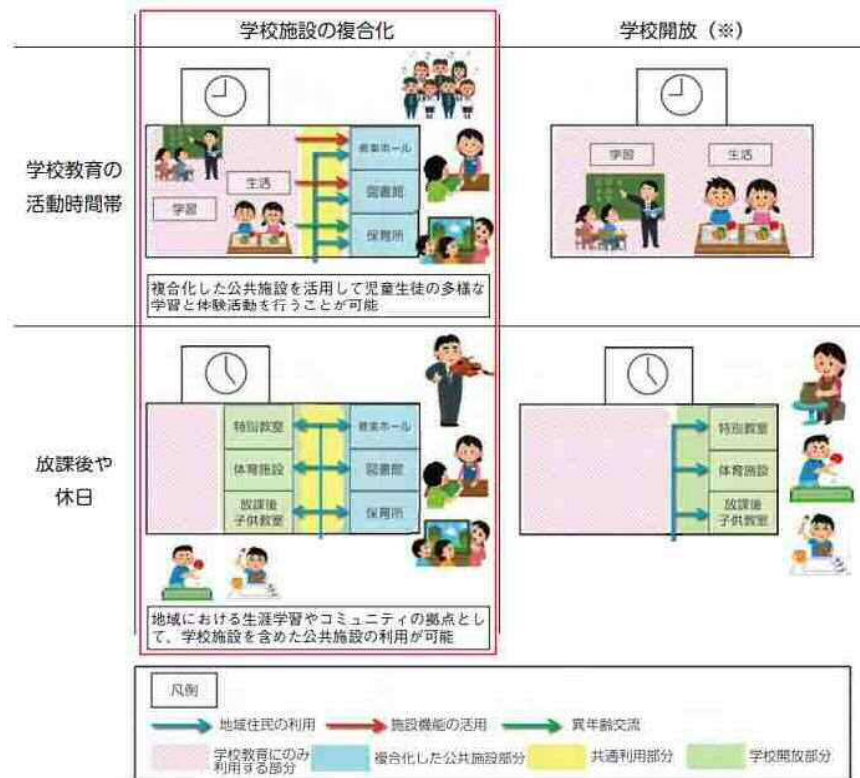 学校施設の複合化
学校開放（※）
学校教育の
活動時間帯
学習
生活
音楽ホール
図書館
保育所
複合化した公共施設を活用して児童生徒の多様な
学習と体験活動を行うことが可能
学習
生活
放課後や
休日
特別教室
体育施設
放課後
子供教室
音楽ホール
図書館
保育所
地域における生涯学習やコミュニティの拠点とし
て、学校施設を含めた公共施設の利用が可能
特別教室
体育施設
放課後
子供教室
凡例
地域住民の利用
施設機能の活用
異年齢交流
学校教育にのみ
利用する部分
複合化した公共施設部分
共通利用部分
学校開放部分